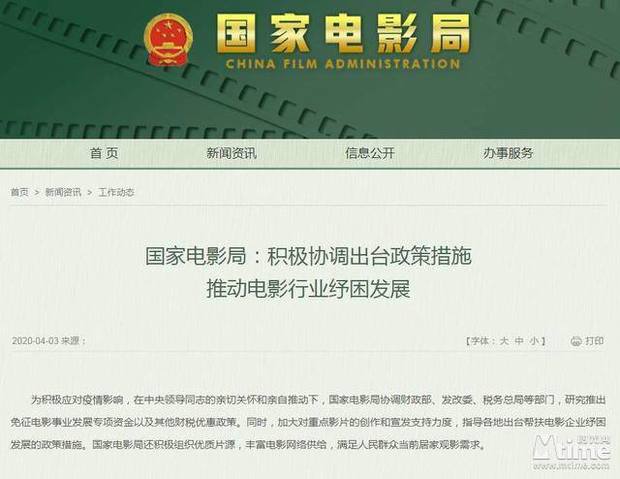 国家电影局
CHINA FILM ADMINISTRATION
首页 新闻资讯 信息公开 办事服务
首页 > 新闻资讯 > 工作动态
国家电影局：积极协调出台政策措施
推动电影行业纾困发展
2020-04-03 来源： 【字体：大 中 小】 打印
为积极应对疫情影响，在中央领导同志的亲切关怀和亲自推动下，国家电影局协调财政部、发改委、税务总局等部门，研究推出
免征电影事业发展专项资金以及其他财税优惠政策。同时，加大对重点影片的创作和宣发支持力度，指导各地出台帮扶电影企业纾困
发展的政策措施。国家电影局还积极组织优质片源，丰富电影网络供给，满足人民群众当前居家观影需求。
时光网
Mtime
www.mtime.com